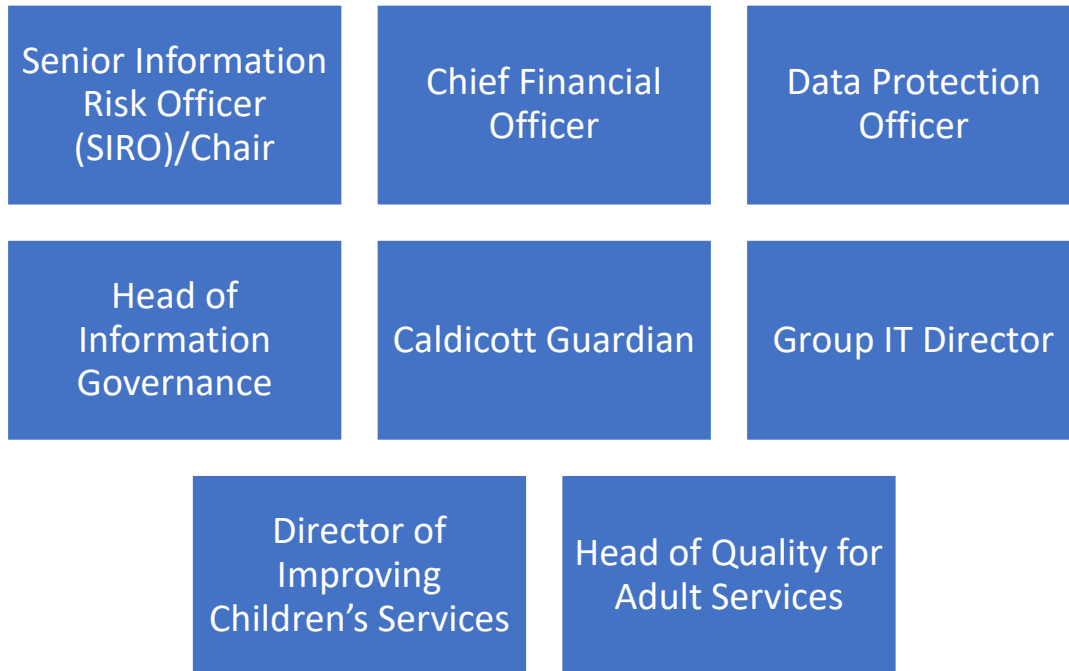 Senior Information
Risk Officer
(SIRO)/Chair
Chief Financial
Officer
Data Protection
Officer
Head of
Information
Governance
Caldicott Guardian
Group IT Director
Director of
Improving
Children’s Services
Head of Quality for
Adult Services